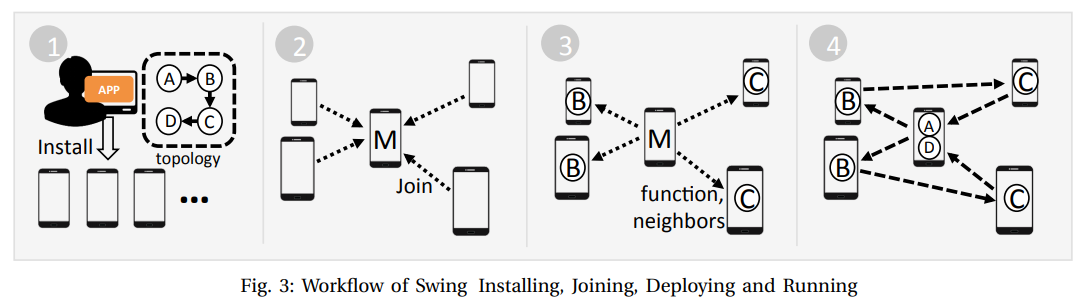 1
APP
A B
D C
topology
Install
...
2
M
Join
3
B
C
M
B
C
function,
neighbors
4
B
C
A
D
B
C
Fig. 3: Workflow of Swing Installing, Joining, Deploying and Running